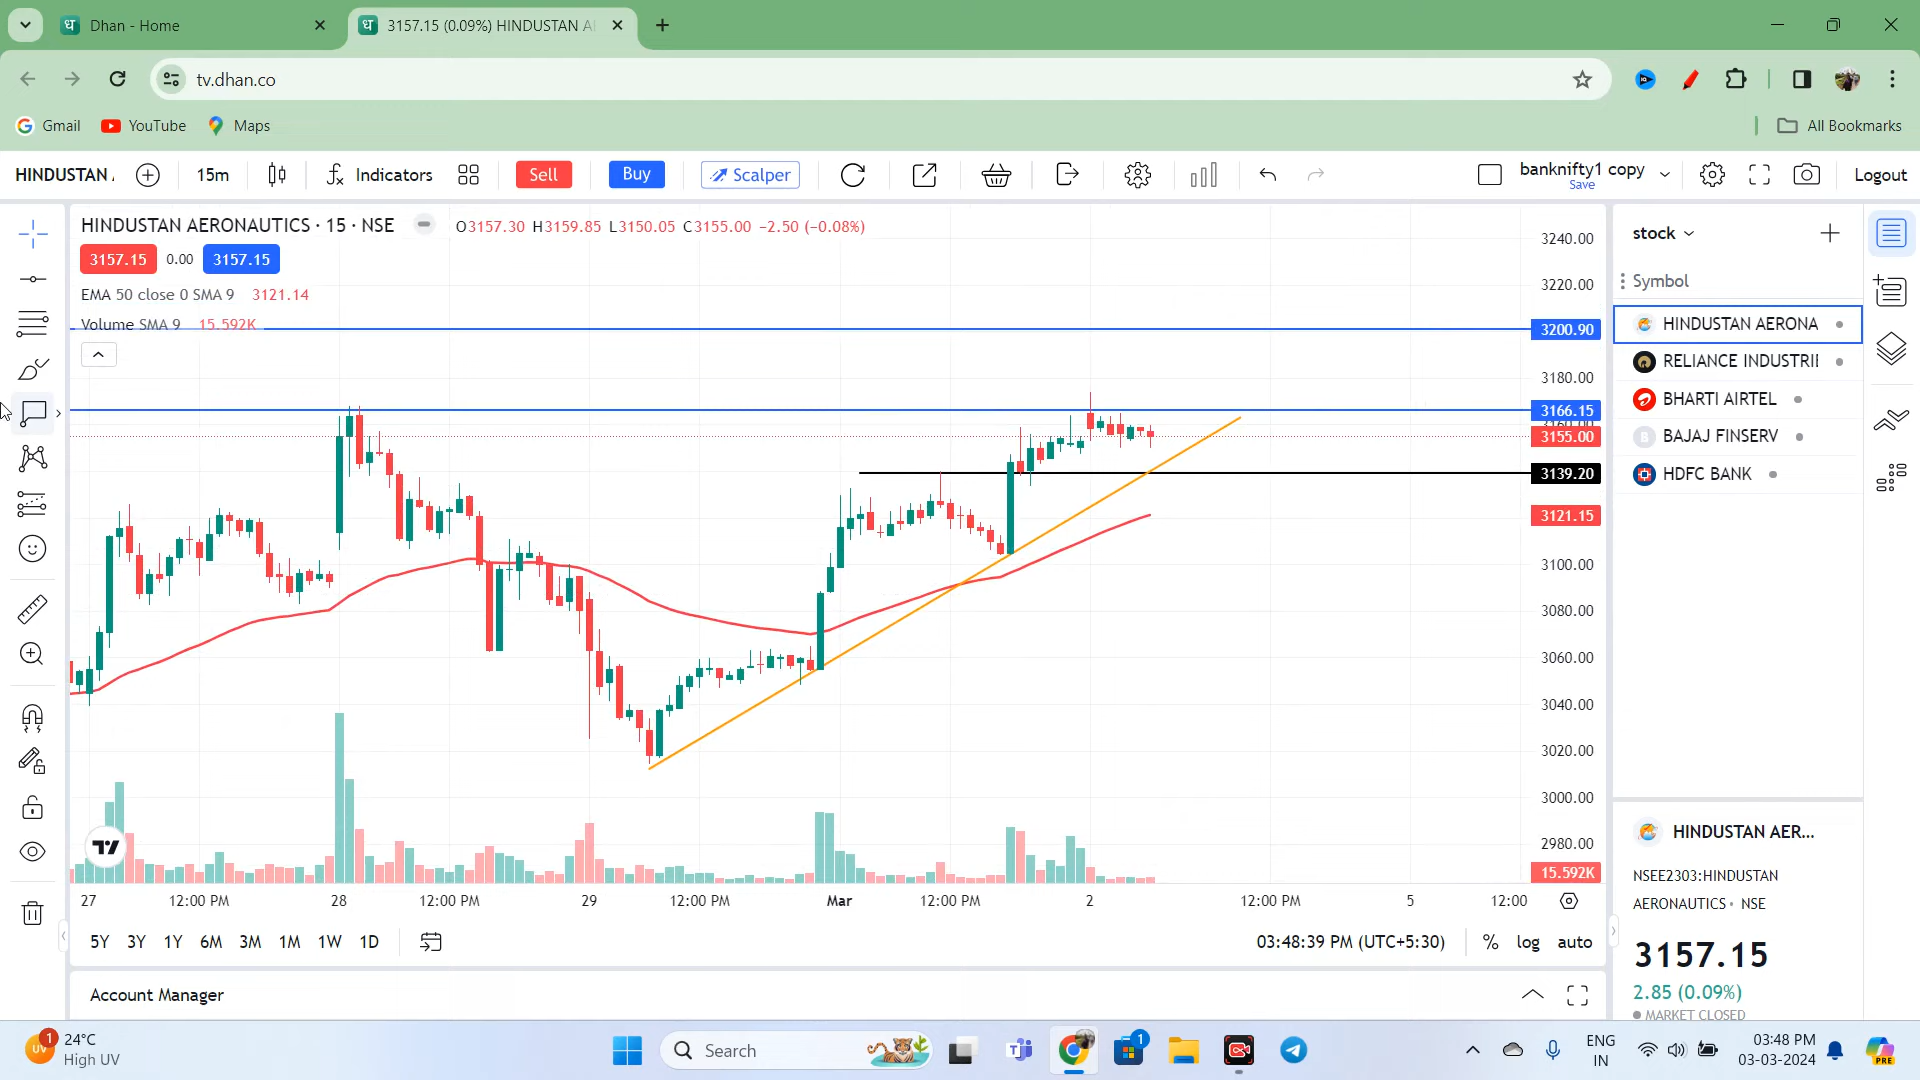 Dhan - Home
3157.15 (0.09%) HINDUSTAN A
tv.dhan.co
Gmail
YouTube
Maps
All Bookmarks
HINDUSTAN
15m
Indicators
Sell
Buy
Scalper
banknifty1 copy
Save
Logout
HINDUSTAN AERONAUTICS · 15 · NSE
O3157.30 H3159.85 L3150.05 C3155.00 −2.50 (−0.08%)
3157.15
0.00
3157.15
EMA 50 close 0 SMA 9 3121.14
Volume SMA 9 15.592K
3240.00
3220.00
3200.90
3180.00
3166.15
3160.00
3155.00
3139.20
3121.15
3100.00
3080.00
3060.00
3040.00
3020.00
3000.00
2980.00
15.592K
27
12:00 PM
28
12:00 PM
29
12:00 PM
Mar
12:00 PM
2
12:00 PM
5
12:00
5Y
3Y
1Y
6M
3M
1M
1W
1D
03:48:39 PM (UTC+5:30)
%
log
auto
Account Manager
stock
Symbol
HINDUSTAN AERONA
RELIANCE INDUSTRI
BHARTI AIRTEL
B
BAJAJ FINSERV
HDFC BANK
HINDUSTAN AER...
NSEE2303:HINDUSTAN
AERONAUTICS • NSE
3157.15
2.85 (0.09%)
MARKET CLOSED
UV
1
24°C
High UV
Search
1
ENG
IN
03:48 PM
03-03-2024
PRE